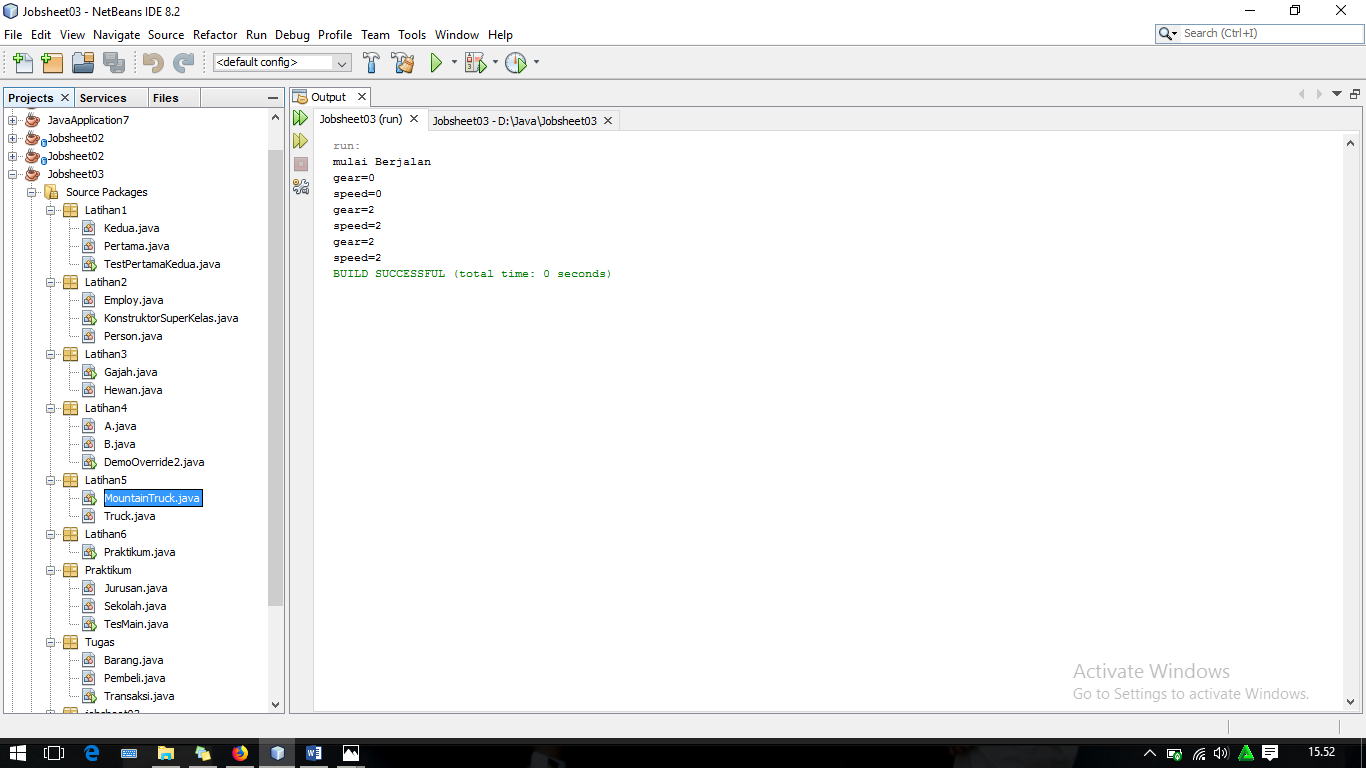 Jobsheet03 - NetBeans IDE 8.2
File Edit View Navigate Source Refactor Run Debug Profile Team Tools Window Help
Search (Ctrl+I)
<default config>
Projects Services Files
Output
Jobsheet03 (run) Jobsheet03 - D:\Java\Jobsheet03
JavaApplication7
Jobsheet02
Jobsheet02
Jobsheet03
Source Packages
Latihan1
Kedua.java
Pertama.java
TestPertamaKedua.java
Latihan2
Employ.java
KonstruktorSuperKelas.java
Person.java
Latihan3
Gajah.java
Hewan.java
Latihan4
A.java
B.java
DemoOverride2.java
Latihan5
MountainTruck.java
Truck.java
Latihan6
Praktikum.java
Praktikum
Jurusan.java
Sekolah.java
TesMain.java
Tugas
Barang.java
Pembeli.java
Transaksi.java
run:
mulai Berjalan
gear=0
speed=0
gear=2
speed=2
gear=2
speed=2
BUILD SUCCESSFUL (total time: 0 seconds)
Activate Windows
Go to Settings to activate Windows.
15.52